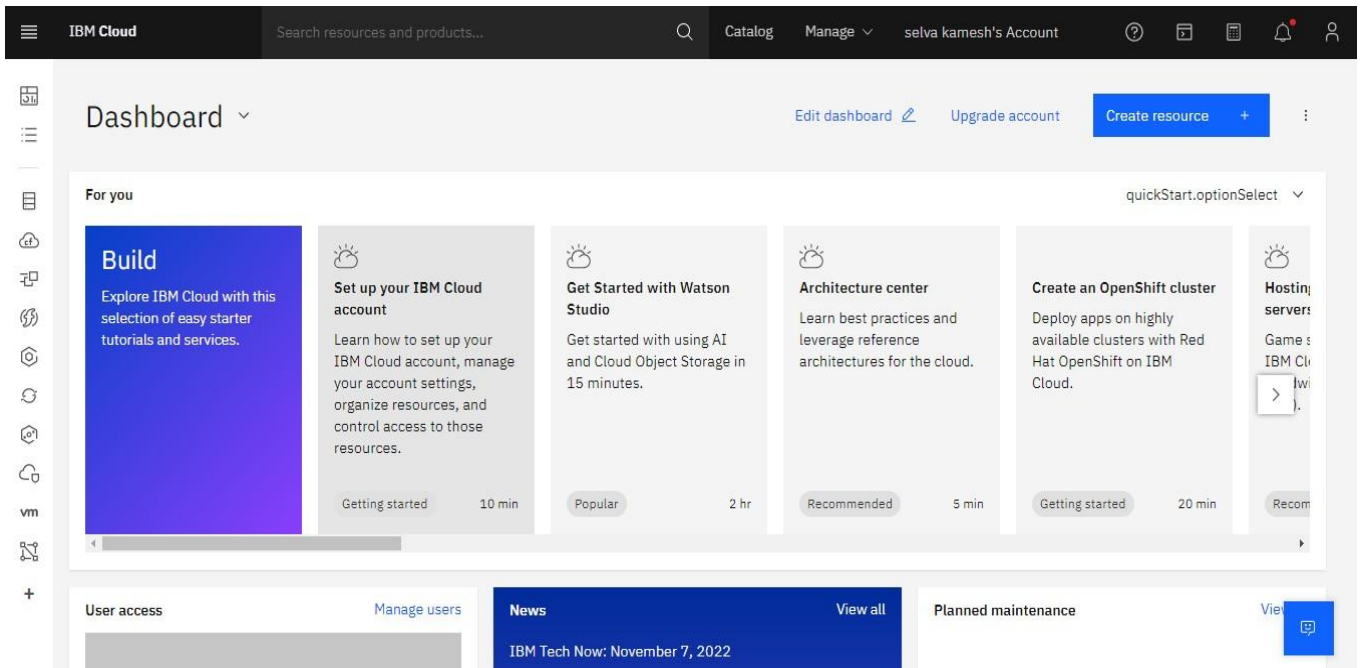 IBM Cloud
Search resources and products...
Catalog
Manage
selva kamesh's Account
Dashboard
Edit dashboard
Upgrade account
Create resource +
For you
quickStart.optionSelect
Build
Explore IBM Cloud with this
selection of easy starter
tutorials and services.
Set up your IBM Cloud
account
Learn how to set up your
IBM Cloud account, manage
your account settings,
organize resources, and
control access to those
resources.
Getting started
10 min
Get Started with Watson
Studio
Get started with using AI
and Cloud Object Storage in
15 minutes.
Popular
2 hr
Architecture center
Learn best practices and
leverage reference
architectures for the cloud.
Recommended
5 min
Create an OpenShift cluster
Deploy apps on highly
available clusters with Red
Hat OpenShift on IBM
Cloud.
Getting started
20 min
Hosting
servers
Game s
IBM Cl
).
Recom
cf
vm
+
User access
Manage users
News
View all
IBM Tech Now: November 7, 2022
Planned maintenance